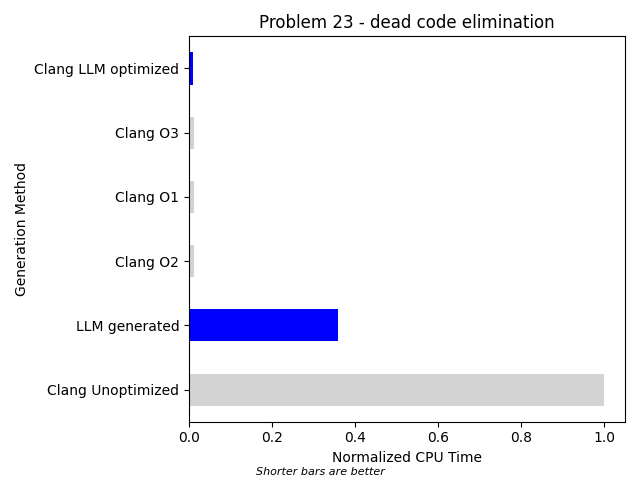 Problem 23 - dead code elimination
Clang LLM optimized
Clang O3
Clang O1
Clang O2
LLM generated
Clang Unoptimized
Generation Method
0.0 0.2 0.4 0.6 0.8 1.0
Normalized CPU Time
Shorter bars are better